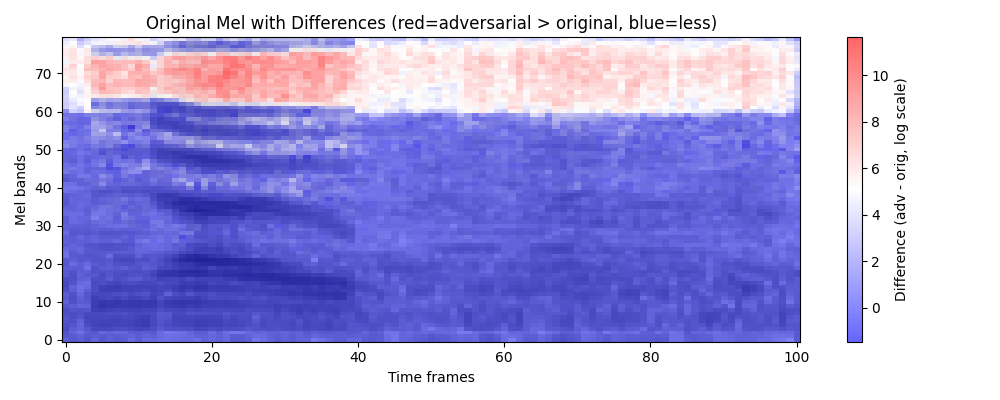 Original Mel with Differences (red=adversarial > original, blue=less)
Mel bands
70
60
50
40
30
20
10
0
0 20 40 60 80 100
Time frames
10
8
6
4
2
0
Difference (adv - orig, log scale)